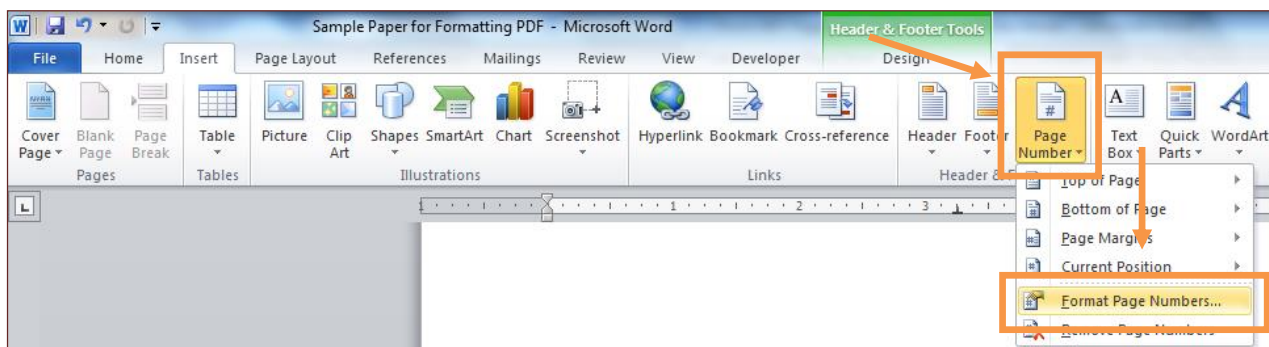 W Sample Paper for Formatting PDF - Microsoft Word Header & Footer Tools
File Home Insert Page Layout References Mailings Review View Developer Design
Cover Page Blank Page Page Break Table Picture Clip Art Shapes SmartArt Chart Screenshot Hyperlink Bookmark Cross-reference Header Footer Page Number Text Box Quick Parts WordArt
Pages Tables Illustrations Links Header & F
L 1 1 2 3
Top of Page
Bottom of Page
Page Margins
Current Position
Format Page Numbers...
Remove Page Numbers